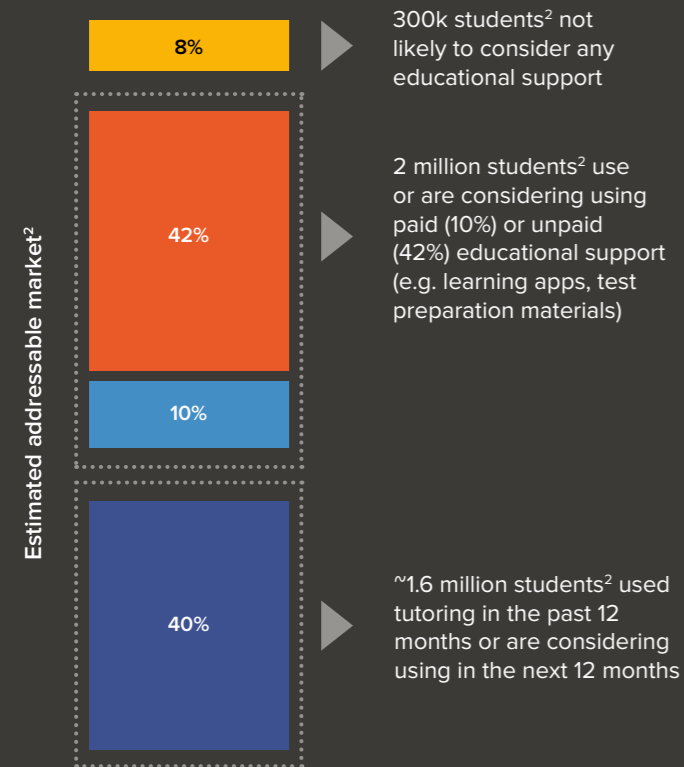 8%
300k students² not
likely to consider any
educational support
Estimated addressable market²
42%
2 million students² use
or are considering using
paid (10%) or unpaid
(42%) educational support
(e.g. learning apps, test
preparation materials)
10%
40%
~1.6 million students² used
tutoring in the past 12
months or are considering
using in the next 12 months